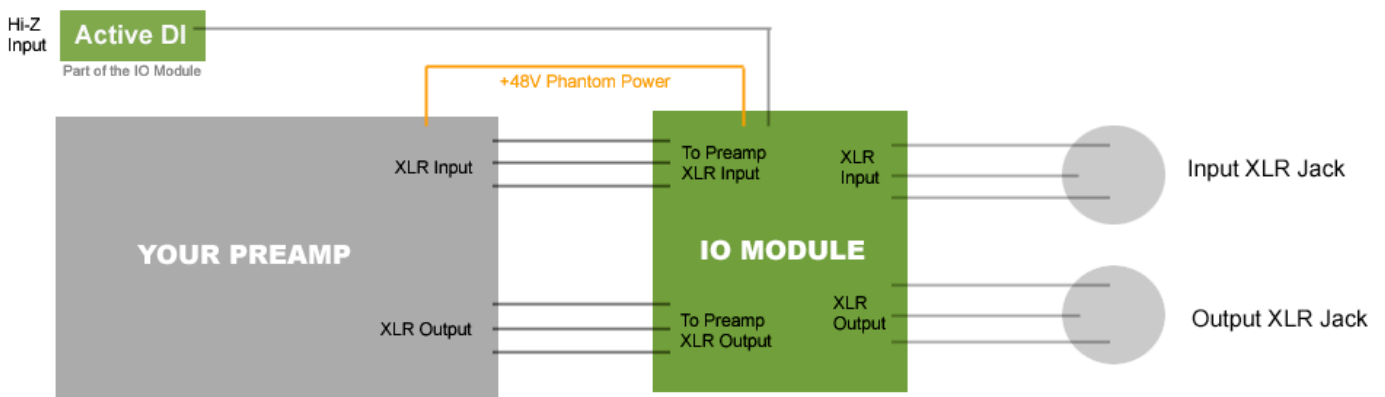 Hi-Z
Input
Active DI
Part of the IO Module
+48V Phantom Power
XLR Input
To Preamp
XLR Input
XLR
Input
Input XLR Jack
YOUR PREAMP
IO MODULE
XLR Output
To Preamp
XLR Output
XLR
Output
Output XLR Jack